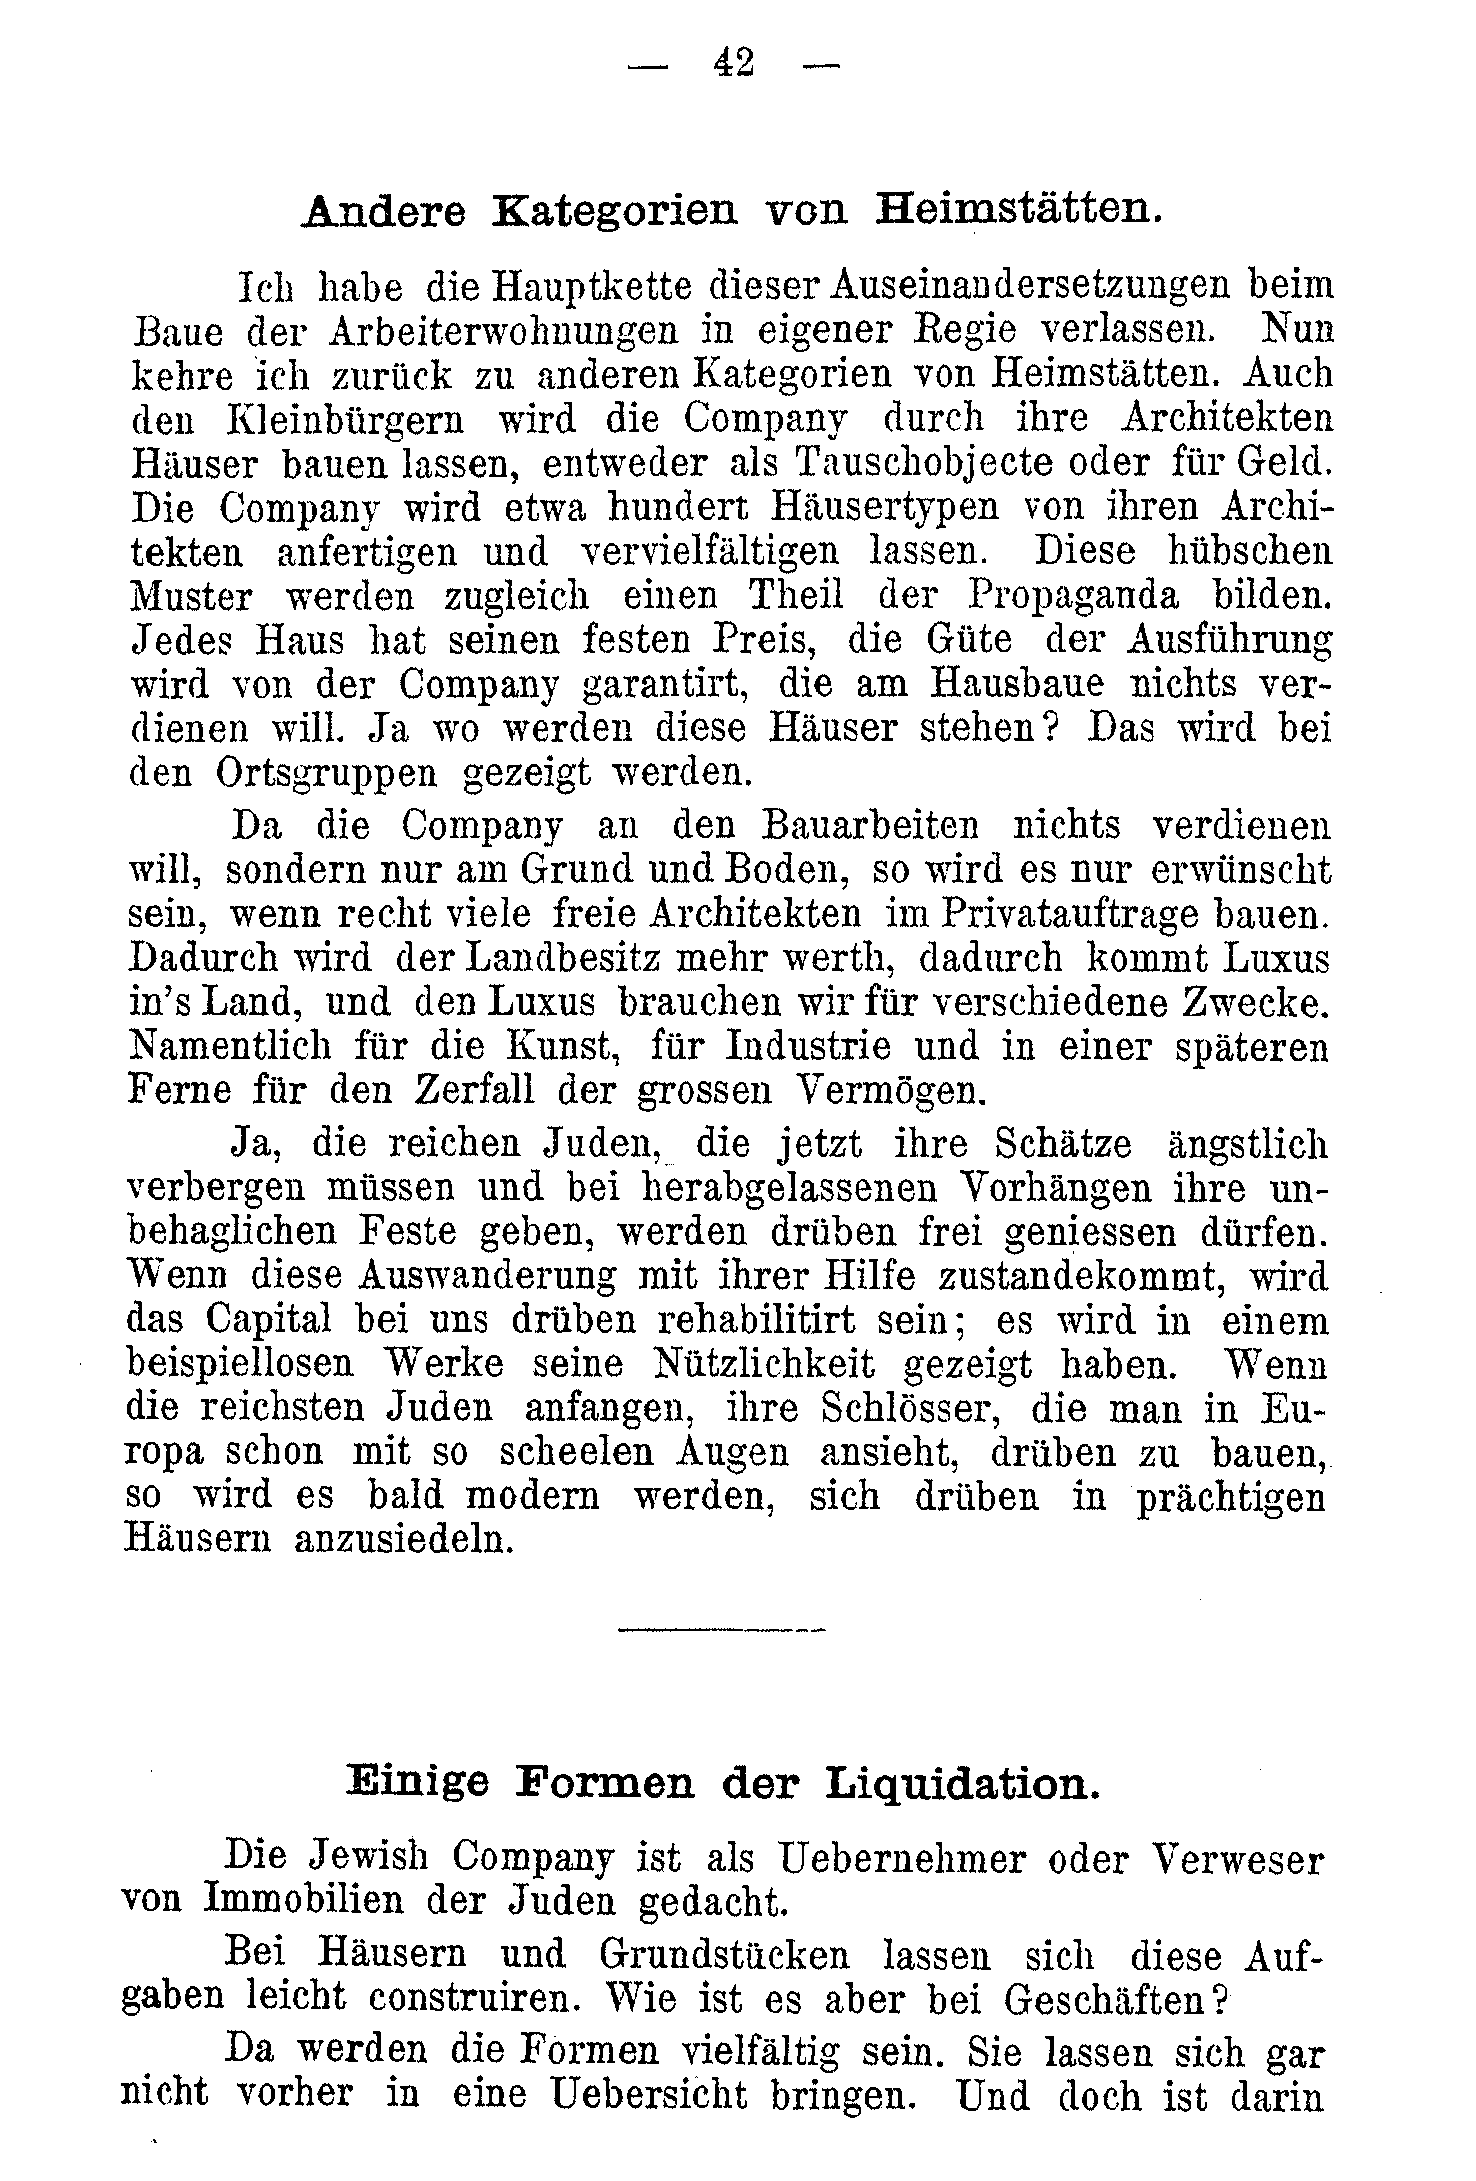 — 42 —
Andere Kategorien von Heimstätten.
Ich habe die Hauptkette dieser Auseinandersetzungen beim
Baue der Arbeiterwohnungen in eigener Regie verlassen. Nun
kehre ich zurück zu anderen Kategorien von Heimstätten. Auch
den Kleinbürgern wird die Company durch ihre Architekten
Häuser bauen lassen, entweder als Tauschobjecte oder für Geld.
Die Company wird etwa hundert Häusertypen von ihren Archi-
tekten anfertigen und vervielfältigen lassen. Diese hübschen
Muster werden zugleich einen Theil der Propaganda bilden.
Jedes Haus hat seinen festen Preis, die Güte der Ausführung
wird von der Company garantirt, die am Hausbaue nichts ver-
dienen will. Ja wo werden diese Häuser stehen? Das wird bei
den Ortsgruppen gezeigt werden.
Da die Company an den Bauarbeiten nichts verdienen
will, sondern nur am Grund und Boden, so wird es nur erwünscht
sein, wenn recht viele freie Architekten im Privatauftrage bauen.
Dadurch wird der Landbesitz mehr werth, dadurch kommt Luxus
in's Land, und den Luxus brauchen wir für verschiedene Zwecke.
Namentlich für die Kunst, für Industrie und in einer späteren
Ferne für den Zerfall der grossen Vermögen.
Ja, die reichen Juden, die jetzt ihre Schätze ängstlich
verbergen müssen und bei herabgelassenen Vorhängen ihre un-
behaglichen Feste geben, werden drüben frei geniessen dürfen.
Wenn diese Auswanderung mit ihrer Hilfe zustandekommt, wird
das Capital bei uns drüben rehabilitirt sein; es wird in einem
beispiellosen Werke seine Nützlichkeit gezeigt haben. Wenn
die reichsten Juden anfangen, ihre Schlösser, die man in Eu-
ropa schon mit so scheelen Augen ansieht, drüben zu bauen,
so wird es bald modern werden, sich drüben in prächtigen
Häusern anzusiedeln.
Einige Formen der Liquidation.
Die Jewish Company ist als Uebernehmer oder Verweser
von Immobilien der Juden gedacht.
Bei Häusern und Grundstücken lassen sich diese Auf-
gaben leicht construiren. Wie ist es aber bei Geschäften?
Da werden die Formen vielfältig sein. Sie lassen sich gar
nicht vorher in eine Uebersicht bringen. Und doch ist darin